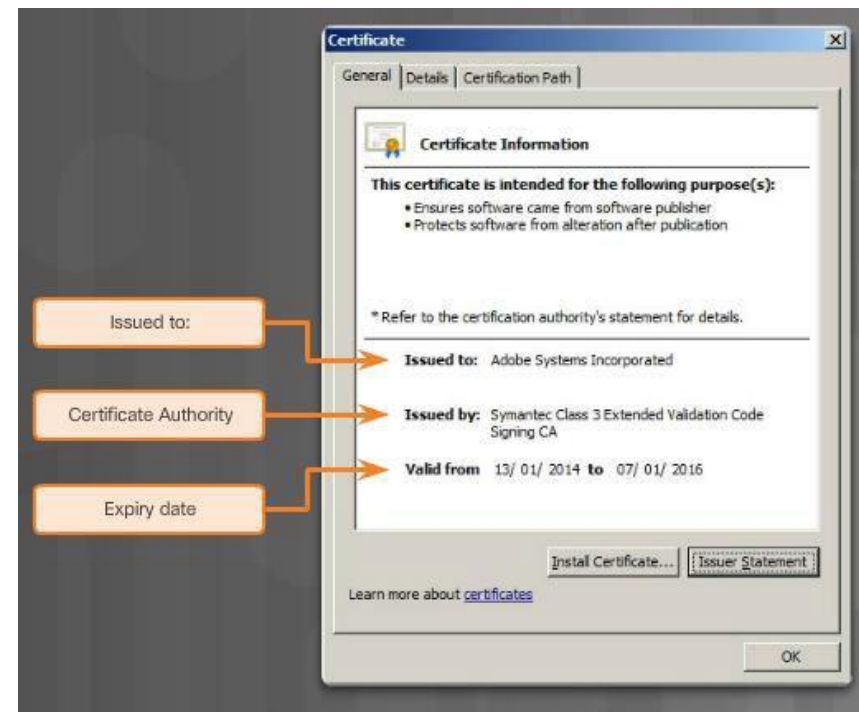 Certificate
General Details Certification Path
Certificate Information
This certificate is intended for the following purpose(s):
• Ensures software came from software publisher
• Protects software from alteration after publication
* Refer to the certification authority's statement for details.
Issued to:
Issued to: Adobe Systems Incorporated
Certificate Authority
Issued by: Symantec Class 3 Extended Validation Code
Signing CA
Valid from 13/ 01/ 2014 to 07/ 01/ 2016
Expiry date
Install Certificate... Issuer Statement
Learn more about certificates
OK